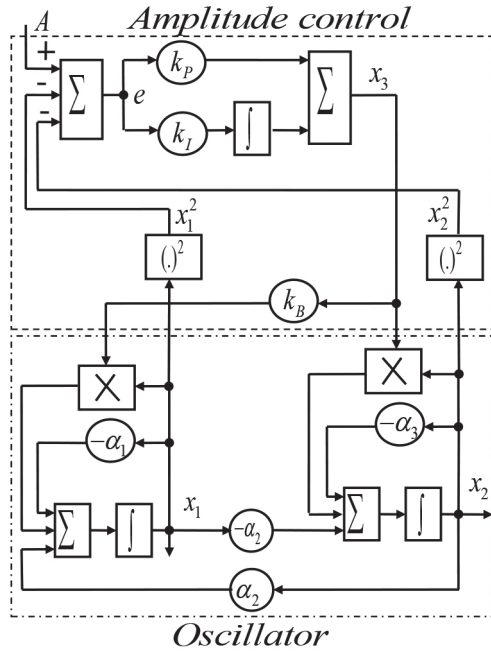 Amplitude control
A
+
-
-
Σ
e
k_P
k_I
∫
Σ
x_3
x_1^2
x_2^2
(.)^2
(.)^2
k_B
×
×
-α_1
-α_3
Σ
∫
x_1
-α_2
Σ
∫
x_2
α_2
Oscillator